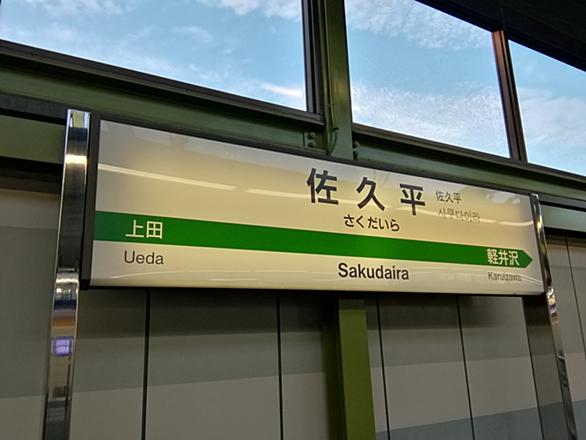 佐久平
佐久平
사쿠다이라
さくだいら
上田
軽井沢
Ueda
Sakudaira
Karuizawa